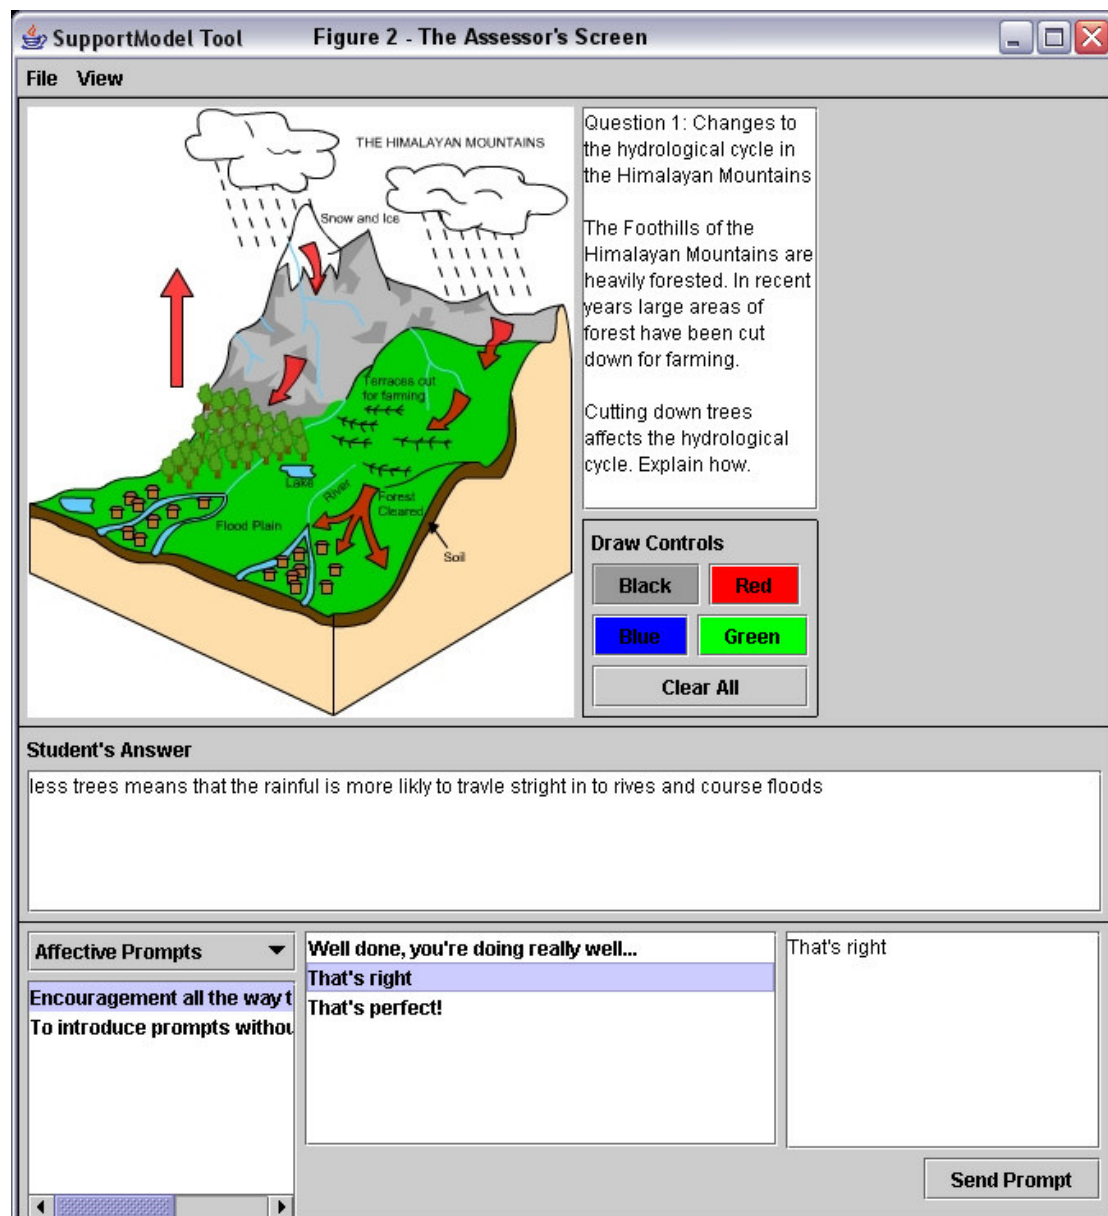 SupportModel Tool Figure 2 - The Assessor's Screen
File View
THE HIMALAYAN MOUNTAINS
Snow and Ice
Terraces cut
for farming
Lake
River
Forest
Cleared
Flood Plain
Soil
Question 1: Changes to
the hydrological cycle in
the Himalayan Mountains
The Foothills of the
Himalayan Mountains are
heavily forested. In recent
years large areas of
forest have been cut
down for farming.
Cutting down trees
affects the hydrological
cycle. Explain how.
Draw Controls
Black Red
Blue Green
Clear All
Student's Answer
less trees means that the rainful is more likly to travle stright in to rives and course floods
Affective Prompts
Encouragement all the way t
To introduce prompts withou
Well done, you're doing really well...
That's right
That's perfect!
That's right
Send Prompt